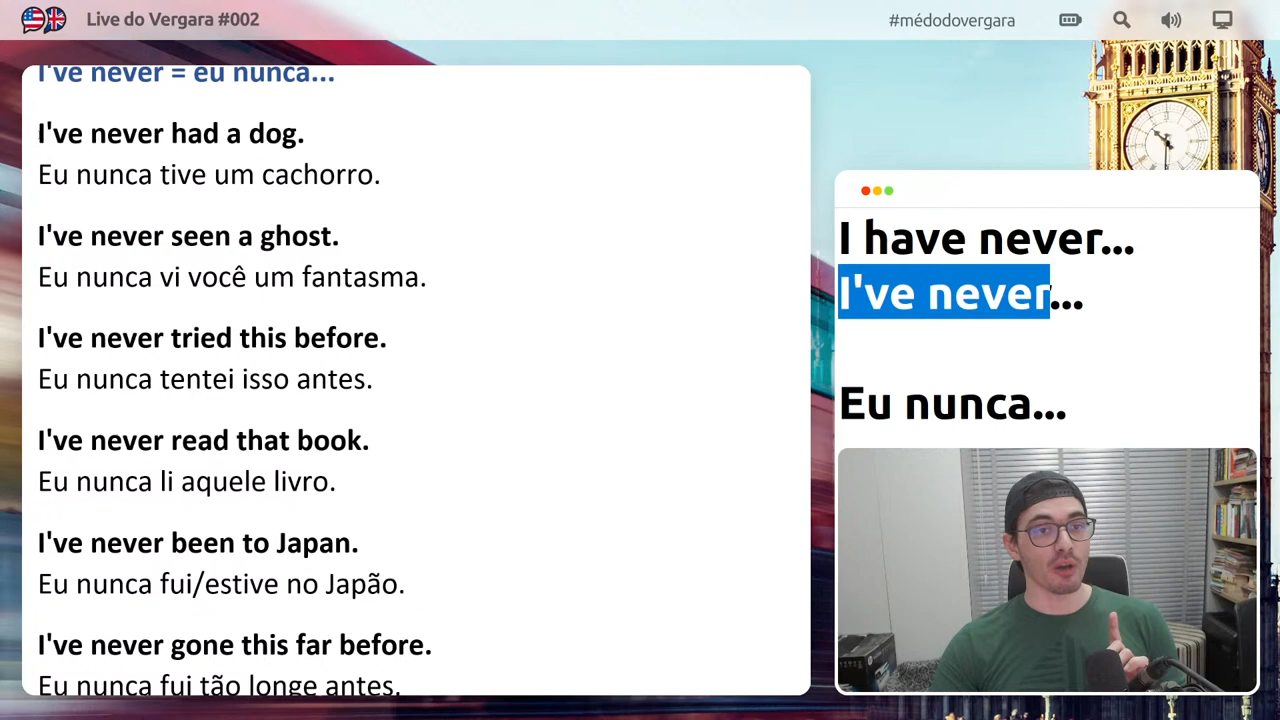 Live do Vergara #002
#médodovergara
I've never = eu nunca...
I've never had a dog.
Eu nunca tive um cachorro.
I've never seen a ghost.
Eu nunca vi você um fantasma.
I've never tried this before.
Eu nunca tentei isso antes.
I've never read that book.
Eu nunca li aquele livro.
I've never been to Japan.
Eu nunca fui/estive no Japão.
I've never gone this far before.
Eu nunca fui tão longe antes.
I have never...
I've never...
Eu nunca...